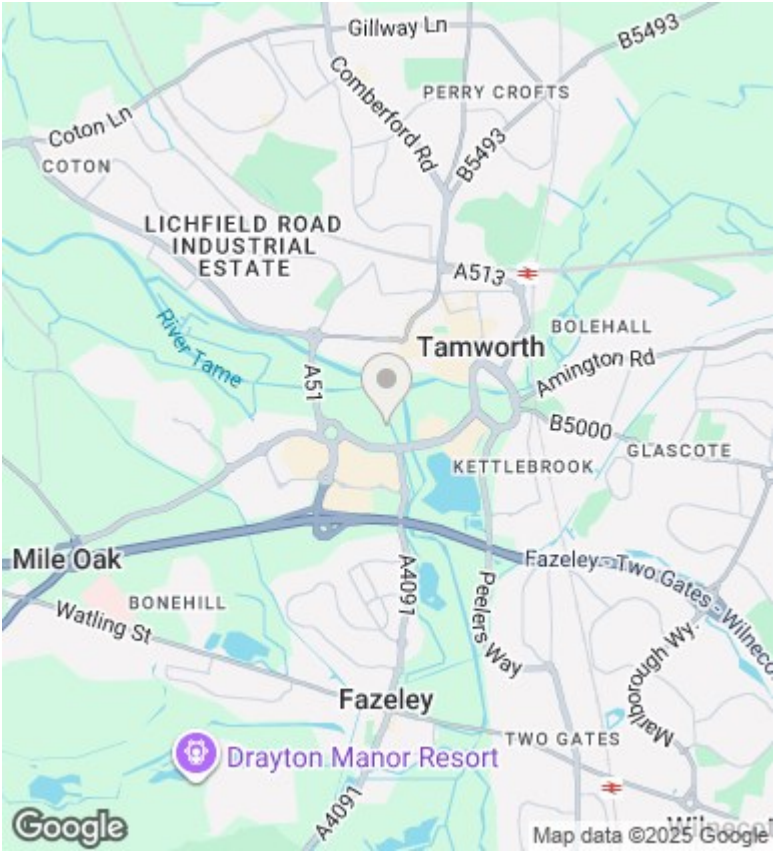 Gillway Ln
B5493
Comberford Rd
PERRY CROFTS
Coton Ln
B5493
COTON
LICHFIELD ROAD
INDUSTRIAL
ESTATE
A513
River Tame
BOLEHALL
Tamworth
Amington Rd
A51
B5000
GLASCOTE
KETTLEBROOK
Mile Oak
Fazeley - Two Gates - Wilneco
A4091
Peelers Way
BONEHILL
Watling St
Marlborough Wy.
Fazeley
TWO GATES
Drayton Manor Resort
A4091
Wilnecot
Google
Map data ©2025 Google